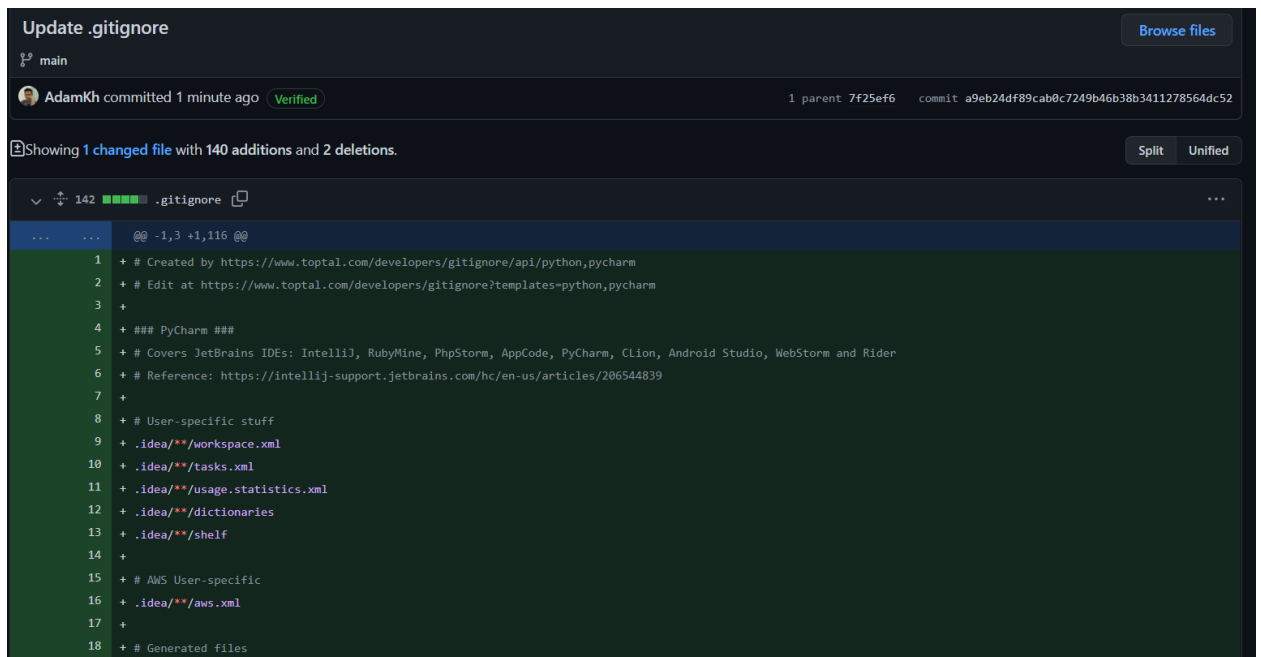 Update .gitignore
Browse files
main
AdamKh committed 1 minute ago Verified
1 parent 7f25ef6 commit a9eb24df89cab0c7249b46b38b3411278564dc52
Showing 1 changed file with 140 additions and 2 deletions.
Split Unified
142 .gitignore
... ... @@ -1,3 +1,116 @@
1 + # Created by https://www.toptal.com/developers/gitignore/api/python,pycharm
2 + # Edit at https://www.toptal.com/developers/gitignore?templates=python,pycharm
3 +
4 + ### PyCharm ###
5 + # Covers JetBrains IDEs: IntelliJ, RubyMine, PhpStorm, AppCode, PyCharm, CLion, Android Studio, WebStorm and Rider
6 + # Reference: https://intellij-support.jetbrains.com/hc/en-us/articles/206544839
7 +
8 + # User-specific stuff
9 + .idea/**/workspace.xml
10 + .idea/**/tasks.xml
11 + .idea/**/usage.statistics.xml
12 + .idea/**/dictionaries
13 + .idea/**/shelf
14 +
15 + # AWS User-specific
16 + .idea/**/aws.xml
17 +
18 + # Generated files